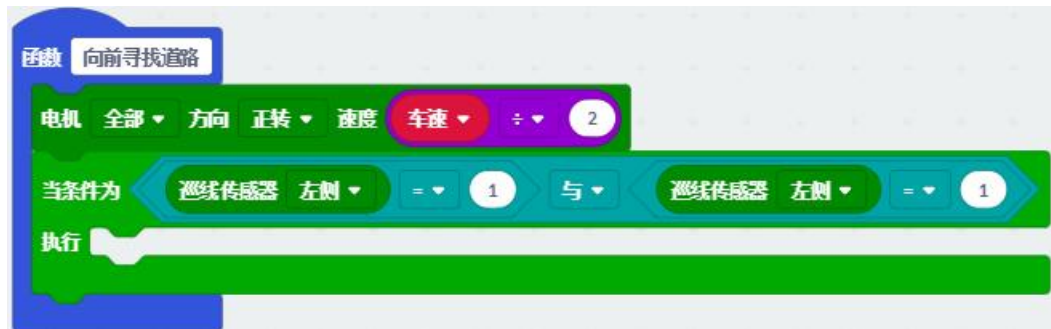 函数 向前寻找道路
电机 全部 方向 正转 速度 车速 ÷ 2
当条件为 巡线传感器 左侧 = 1 与 巡线传感器 左侧 = 1
执行